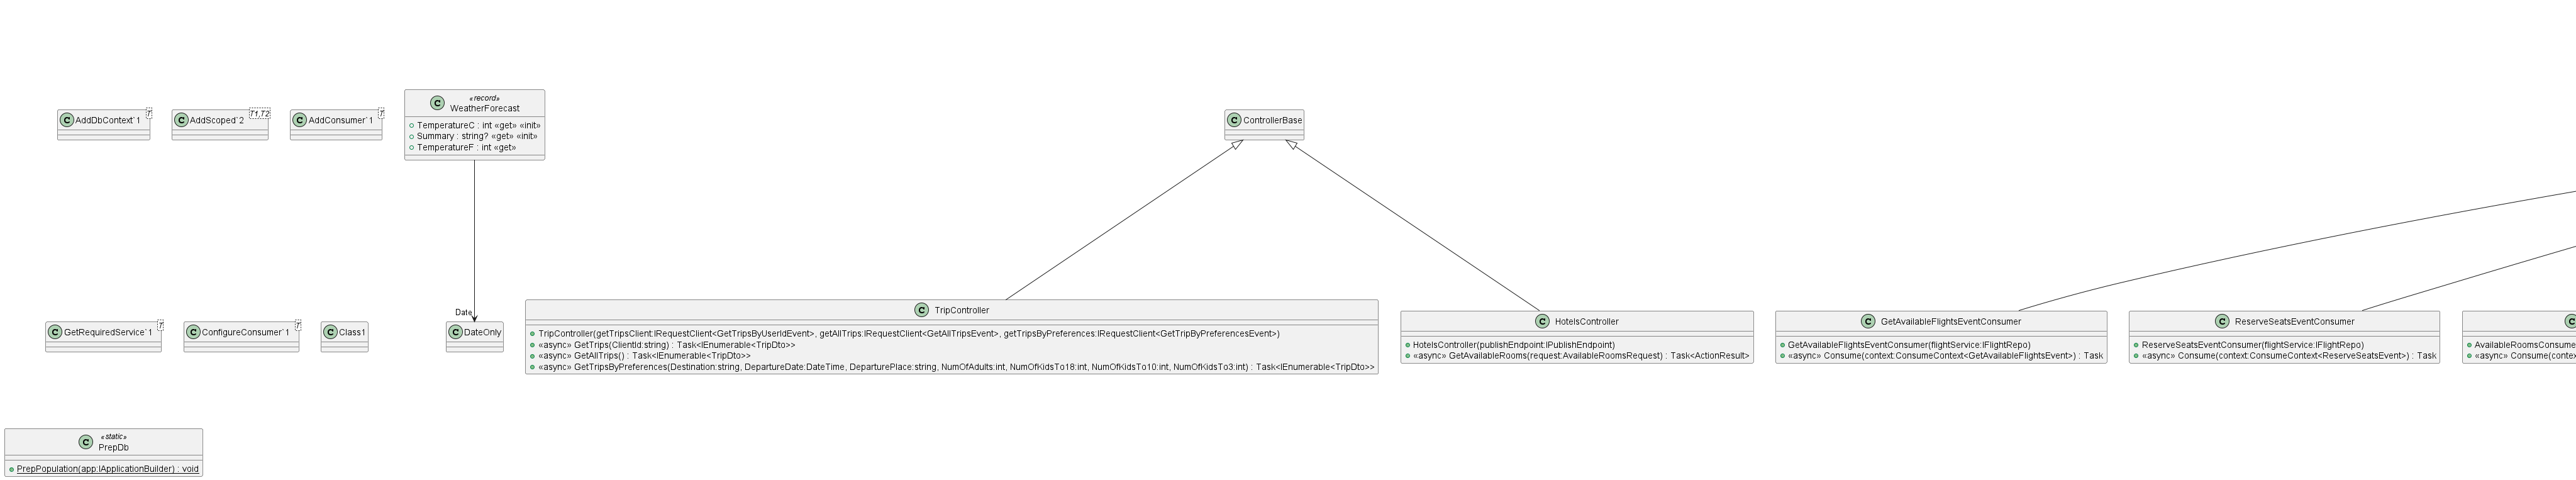 «record»
WeatherForecast
TemperatureC : int «get» «init»
Summary : string? «get» «init»
TemperatureF : int «get»
C AddDbContext`1 T
C AddScoped`2 T1,T2
C AddConsumer`1 T
C ControllerBase
Date
C GetRequiredService`1 T
C ConfigureConsumer`1 T
C Class1
C DateOnly
C TripController
TripController(getTripsClient:IRequestClient<GetTripsByUserIdEvent>, getAllTrips:IRequestClient<GetAllTripsEvent>, getTripsByPreferences:IRequestClient<GetTripByPreferencesEvent>)
«async» GetTrips(ClientId:string) : Task<IEnumerable<TripDto>>
«async» GetAllTrips() : Task<IEnumerable<TripDto>>
«async» GetTripsByPreferences(Destination:string, DepartureDate:DateTime, DeparturePlace:string, NumOfAdults:int, NumOfKidsTo18:int, NumOfKidsTo10:int, NumOfKidsTo3:int) : Task<IEnumerable<TripDto>>
C HotelsController
HotelsController(publishEndpoint:IPublishEndpoint)
«async» GetAvailableRooms(request:AvailableRoomsRequest) : Task<ActionResult>
C GetAvailableFlightsEventConsumer
GetAvailableFlightsEventConsumer(flightService:IFlightRepo)
«async» Consume(context:ConsumeContext<GetAvailableFlightsEvent>) : Task
C ReserveSeatsEventConsumer
ReserveSeatsEventConsumer(flightService:IFlightRepo)
«async» Consume(context:ConsumeContext<ReserveSeatsEvent>) : Task
AvailableRoomsConsume
«async» Consume(contex
«static»
C PrepDb
PrepPopulation(app:IApplicationBuilder) : void